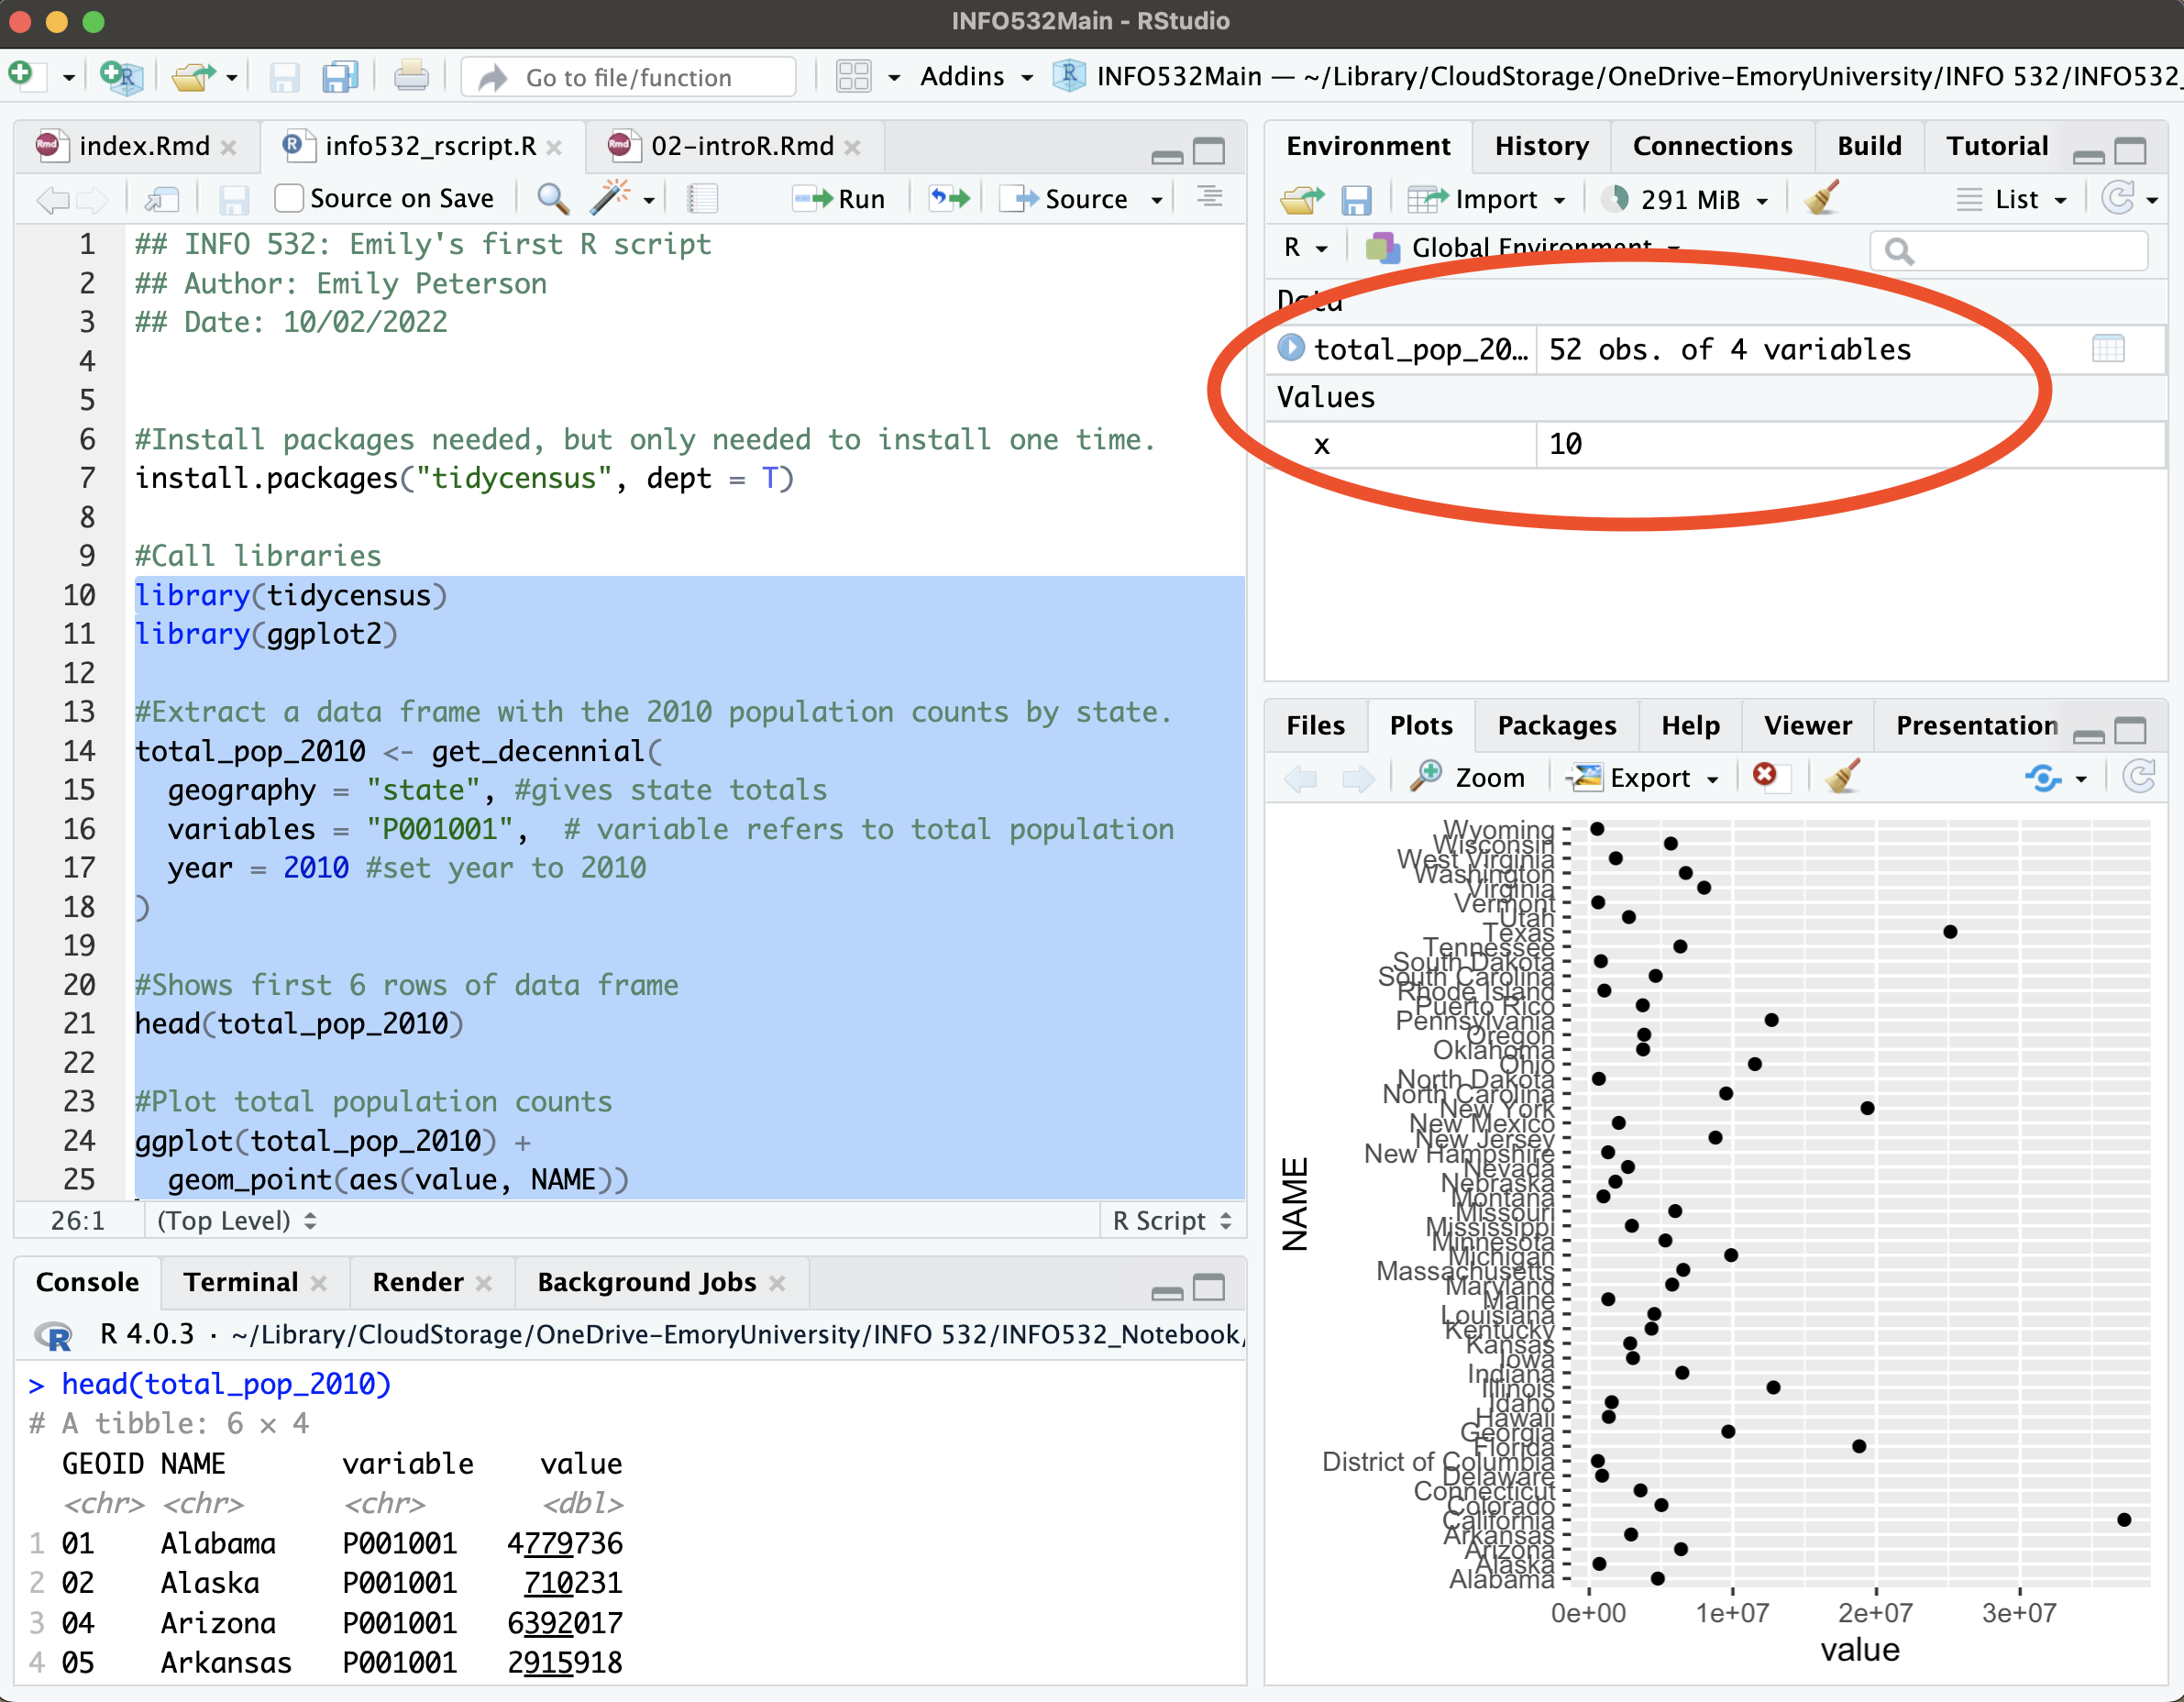 INFO532Main - RStudio
Go to file/function
Addins
INFO532Main — ~/Library/CloudStorage/OneDrive-EmoryUniversity/INFO 532/INFO532_
index.Rmd
info532_rscript.R
02-introR.Rmd
Source on Save
Run
Source
1 ## INFO 532: Emily's first R script
2 ## Author: Emily Peterson
3 ## Date: 10/02/2022
4
5
6 #Install packages needed, but only needed to install one time.
7 install.packages("tidycensus", dept = T)
8
9 #Call libraries
10 library(tidycensus)
11 library(ggplot2)
12
13 #Extract a data frame with the 2010 population counts by state.
14 total_pop_2010 <- get_decennial(
15 geography = "state", #gives state totals
16 variables = "P001001", # variable refers to total population
17 year = 2010 #set year to 2010
18 )
19
20 #Shows first 6 rows of data frame
21 head(total_pop_2010)
22
23 #Plot total population counts
24 ggplot(total_pop_2010) +
25 geom_point(aes(value, NAME))
26:1 (Top Level) R Script
Console Terminal Render Background Jobs
R 4.0.3 · ~/Library/CloudStorage/OneDrive-EmoryUniversity/INFO 532/INFO532_Notebook/
> head(total_pop_2010)
# A tibble: 6 × 4
GEOID NAME variable value
<chr> <chr> <chr> <dbl>
1 01 Alabama P001001 4779736
2 02 Alaska P001001 710231
3 04 Arizona P001001 6392017
4 05 Arkansas P001001 2915918
Environment History Connections Build Tutorial
Import 291 MiB List
R Global Environment
Data
total_pop_20… 52 obs. of 4 variables
Values
x 10
Files Plots Packages Help Viewer Presentation
Zoom Export
NAME
Wyoming
Wisconsin
West Virginia
Washington
Virginia
Vermont
Utah
Texas
Tennessee
South Dakota
South Carolina
Rhode Island
Puerto Rico
Pennsylvania
Oregon
Oklahoma
Ohio
North Dakota
North Carolina
New York
New Mexico
New Jersey
New Hampshire
Nevada
Nebraska
Montana
Missouri
Mississippi
Minnesota
Michigan
Massachusetts
Maryland
Maine
Louisiana
Kentucky
Kansas
Iowa
Indiana
Illinois
Idaho
Hawaii
Georgia
Florida
District of Columbia
Delaware
Connecticut
Colorado
California
Arkansas
Arizona
Alaska
Alabama
0e+00 1e+07 2e+07 3e+07
value